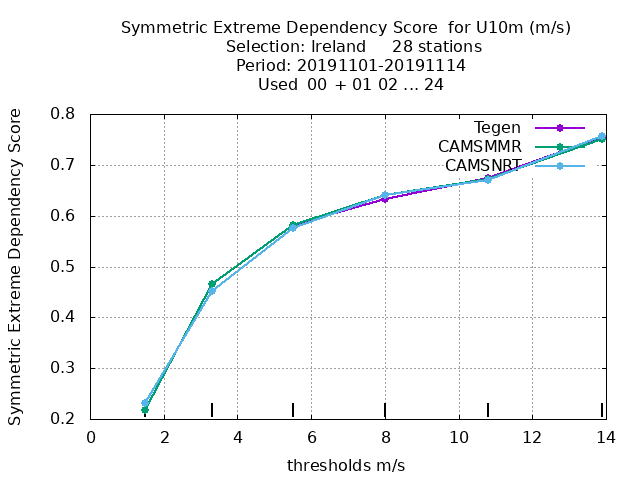 Symmetric Extreme Dependency Score  for U10m (m/s)
Selection: Ireland     28 stations
Period: 20191101-20191114
Used  00 + 01 02 ... 24
Symmetric Extreme Dependency Score
0.8
0.7
0.6
0.5
0.4
0.3
0.2
Tegen
CAMSMMR
CAMSNRT
0 2 4 6 8 10 12 14
thresholds m/s